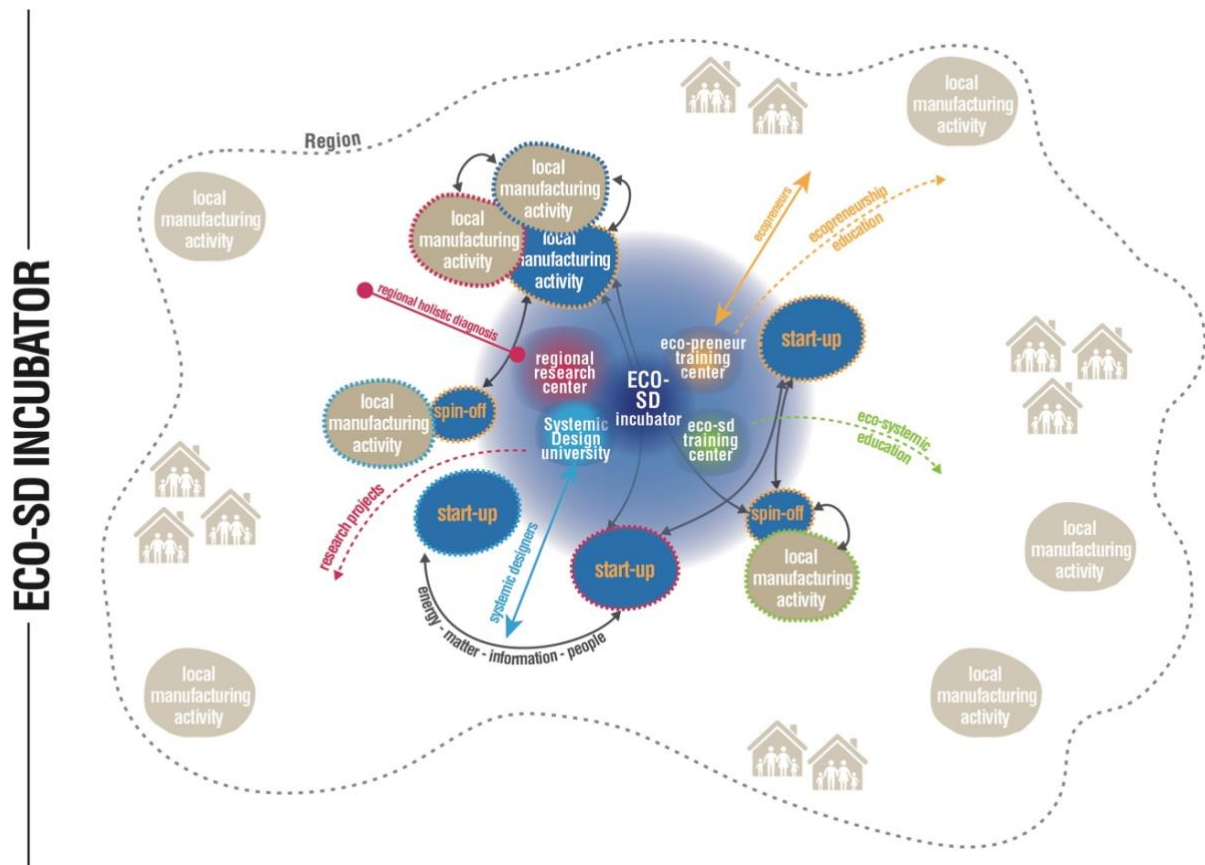 ECO-SD INCUBATOR
Region
local
manufacturing
activity
local
manufacturing
activity
local
manufacturing
activity
local
manufacturing
activity
local
manufacturing
activity
ecopreneurs
ecopreneurship
education
regional holistic diagnosis
regional
research
center
eco-preneur
training
center
start-up
ECO-
SD
incubator
local
manufacturing
activity
spin-off
Systemic
Design
university
eco-sd
training
center
eco-systemic
education
research projects
start-up
systemic designers
start-up
spin-off
local
manufacturing
activity
local
manufacturing
activity
energy - matter - information - people
local
manufacturing
activity
local
manufacturing
activity